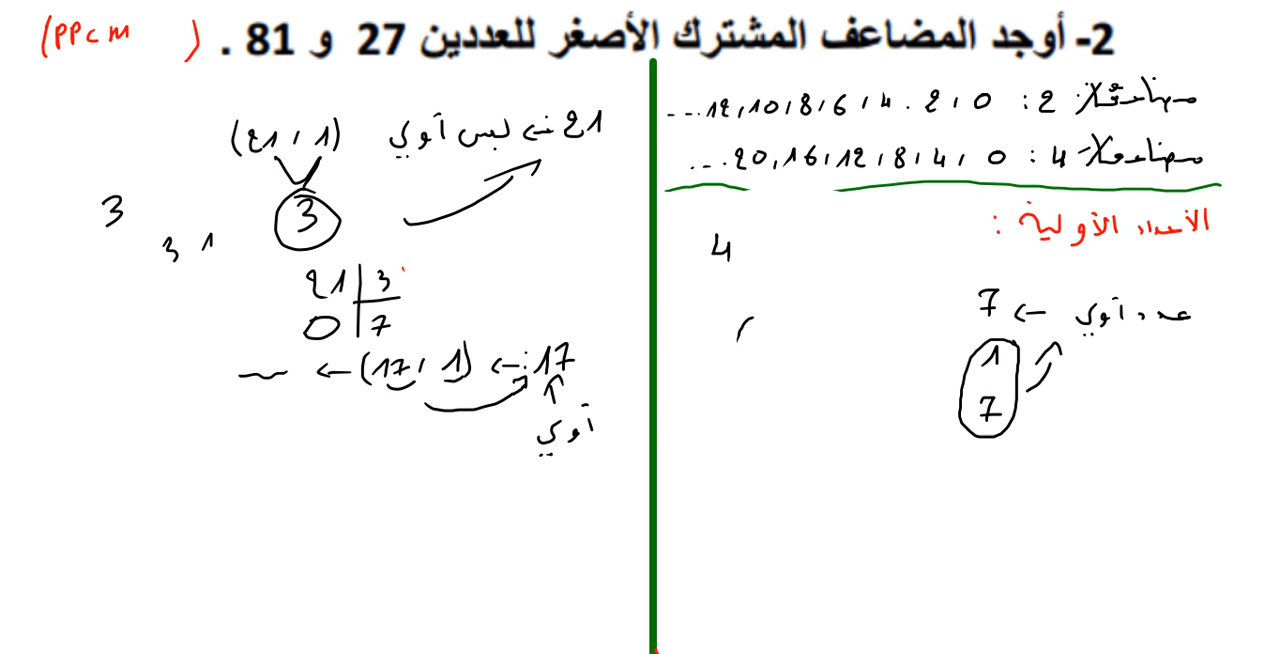 2- أوجد المضاعف المشترك الأصغر للعددين 27 و 81 . ( PPCM )
مضاعفات 2 : 0 ، 2 ، 4 ، 6 ، 8 ، 10 ، 12 ...
مضاعفات 4 : 0 ، 4 ، 8 ، 12 ، 16 ، 20 ...
الأعداد الأولية :
4
7 ← عدد أولي
1
7
21 ← ليس أولي
(21 ، 1)
3
3
3 1
21 | 3
0 | 7
17 : ← (1 ، 17) ←
أولي